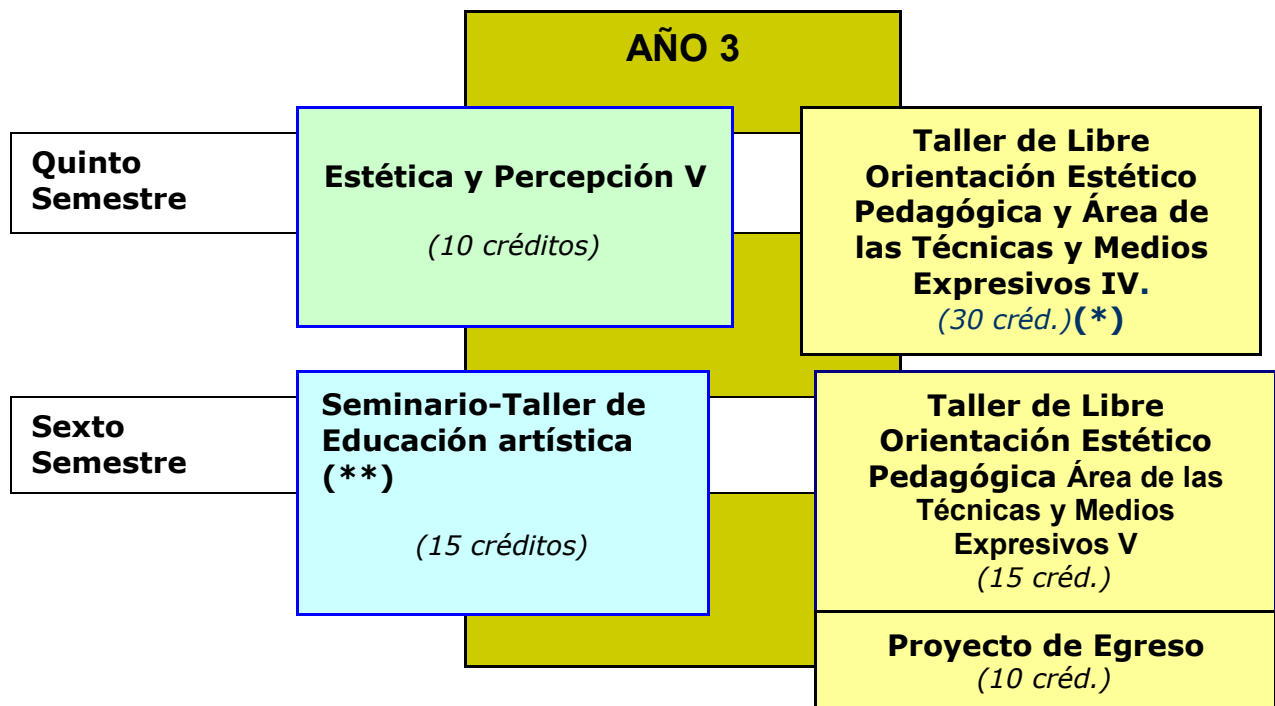 AÑO 3
Quinto
Semestre
Estética y Percepción V
(10 créditos)
Taller de Libre
Orientación Estético
Pedagógica y Área de
las Técnicas y Medios
Expresivos IV.
(30 créd.)(*)
Sexto
Semestre
Seminario-Taller de
Educación artística
(**)
(15 créditos)
Taller de Libre
Orientación Estético
Pedagógica Área de las
Técnicas y Medios
Expresivos V
(15 créd.)
Proyecto de Egreso
(10 créd.)